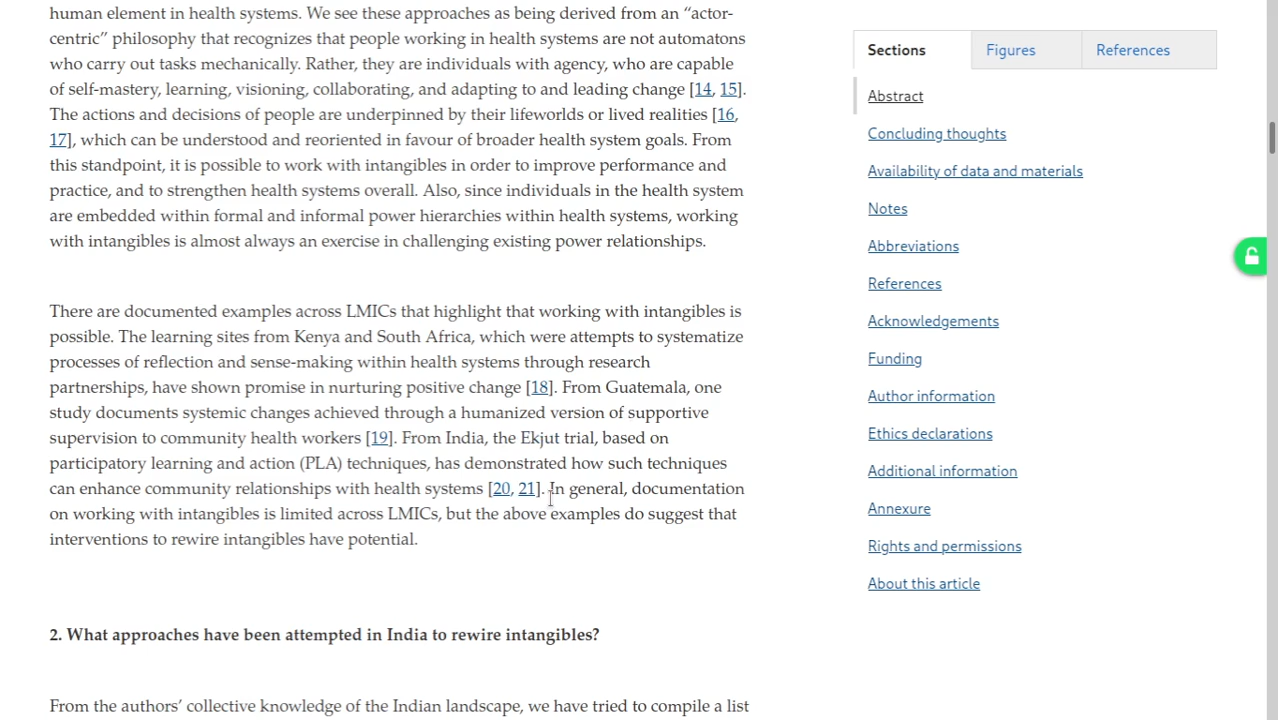 human element in health systems. We see these approaches as being derived from an “actor-
centric” philosophy that recognizes that people working in health systems are not automatons
who carry out tasks mechanically. Rather, they are individuals with agency, who are capable
of self-mastery, learning, visioning, collaborating, and adapting to and leading change [14, 15].
The actions and decisions of people are underpinned by their lifeworlds or lived realities [16,
17], which can be understood and reoriented in favour of broader health system goals. From
this standpoint, it is possible to work with intangibles in order to improve performance and
practice, and to strengthen health systems overall. Also, since individuals in the health system
are embedded within formal and informal power hierarchies within health systems, working
with intangibles is almost always an exercise in challenging existing power relationships.
There are documented examples across LMICs that highlight that working with intangibles is
possible. The learning sites from Kenya and South Africa, which were attempts to systematize
processes of reflection and sense-making within health systems through research
partnerships, have shown promise in nurturing positive change [18]. From Guatemala, one
study documents systemic changes achieved through a humanized version of supportive
supervision to community health workers [19]. From India, the Ekjut trial, based on
participatory learning and action (PLA) techniques, has demonstrated how such techniques
can enhance community relationships with health systems [20, 21]. In general, documentation
on working with intangibles is limited across LMICs, but the above examples do suggest that
interventions to rewire intangibles have potential.
2. What approaches have been attempted in India to rewire intangibles?
From the authors’ collective knowledge of the Indian landscape, we have tried to compile a list
Sections Figures References
Abstract
Concluding thoughts
Availability of data and materials
Notes
Abbreviations
References
Acknowledgements
Funding
Author information
Ethics declarations
Additional information
Annexure
Rights and permissions
About this article